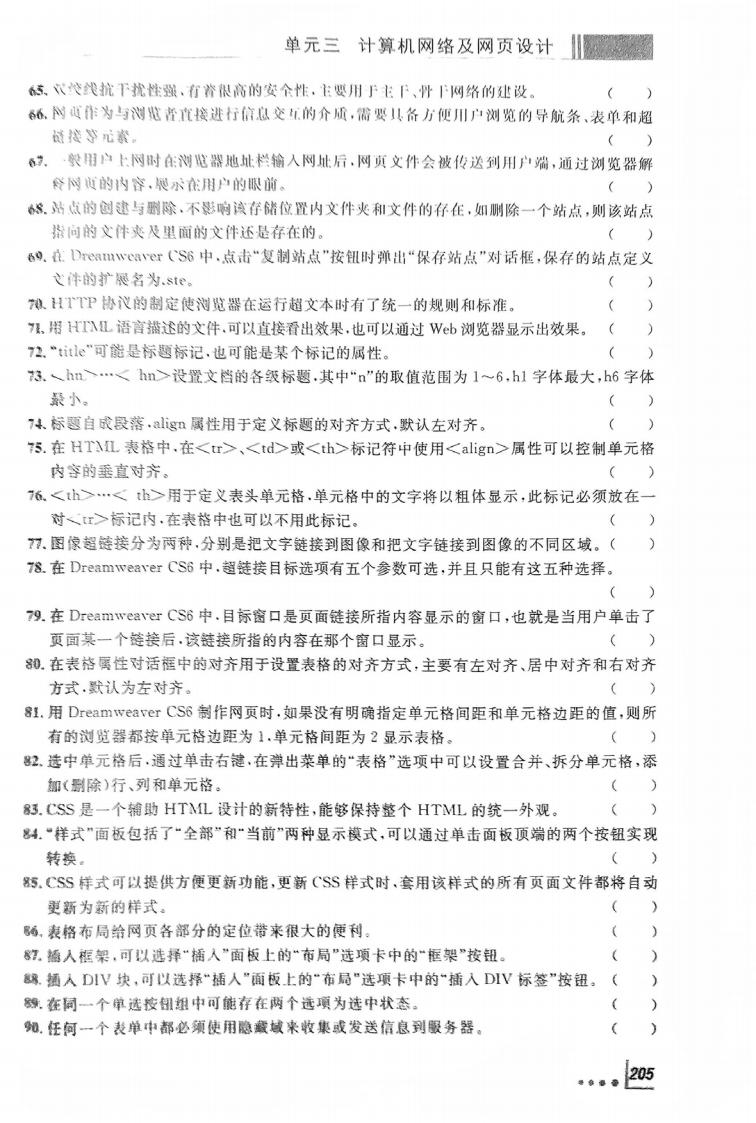 单元三 计算机网络及网页设计
65. 双绞线抗干扰性强,有着很高的安全性,主要用于主干、骨干网络的建设。 ( )
66. 网页作为与浏览者直接进行信息交互的介质,需要具备方便用户浏览的导航条、表单和超
链接等元素。 ( )
67. 一般用户上网时在浏览器地址栏输入网址后,网页文件会被传送到用户端,通过浏览器解
释网页的内容,展示在用户的眼前。 ( )
68. 站点的创建与删除,不影响该存储位置内文件夹和文件的存在,如删除一个站点,则该站点
指向的文件夹及里面的文件还是存在的。 ( )
69. 在 Dreamweaver CS6 中,点击“复制站点”按钮时弹出“保存站点”对话框,保存的站点定义
文件的扩展名为.ste。 ( )
70. HTTP 协议的制定使浏览器在运行超文本时有了统一的规则和标准。 ( )
71. 用 HTML 语言描述的文件,可以直接看出效果,也可以通过 Web 浏览器显示出效果。 ( )
72. “title”可能是标题标记,也可能是某个标记的属性。 ( )
73. <hn>…< hn>设置文档的各级标题,其中“n”的取值范围为 1~6,h1 字体最大,h6 字体
最小。 ( )
74. 标题自成段落,align 属性用于定义标题的对齐方式,默认左对齐。 ( )
75. 在 HTML 表格中,在<tr>、<td>或<th>标记符中使用<align>属性可以控制单元格
内容的垂直对齐。 ( )
76. <th>…< th>用于定义表头单元格,单元格中的文字将以粗体显示,此标记必须放在一
对<tr>标记内,在表格中也可以不用此标记。 ( )
77. 图像超链接分为两种,分别是把文字链接到图像和把文字链接到图像的不同区域。( )
78. 在 Dreamweaver CS6 中,超链接目标选项有五个参数可选,并且只能有这五种选择。
( )
79. 在 Dreamweaver CS6 中,目标窗口是页面链接所指内容显示的窗口,也就是当用户单击了
页面某一个链接后,该链接所指的内容在那个窗口显示。 ( )
80. 在表格属性对话框中的对齐用于设置表格的对齐方式,主要有左对齐、居中对齐和右对齐
方式,默认为左对齐。 ( )
81. 用 Dreamweaver CS6 制作网页时,如果没有明确指定单元格间距和单元格边距的值,则所
有的浏览器都按单元格边距为 1,单元格间距为 2 显示表格。 ( )
82. 选中单元格后,通过单击右键,在弹出菜单的“表格”选项中可以设置合并、拆分单元格,添
加(删除)行、列和单元格。 ( )
83. CSS 是一个辅助 HTML 设计的新特性,能够保持整个 HTML 的统一外观。 ( )
84. “样式”面板包括了“全部”和“当前”两种显示模式,可以通过单击面板顶端的两个按钮实现
转换。 ( )
85. CSS 样式可以提供方便更新功能,更新 CSS 样式时,套用该样式的所有页面文件都将自动
更新为新的样式。 ( )
86. 表格布局给网页各部分的定位带来很大的便利。 ( )
87. 插入框架,可以选择“插入”面板上的“布局”选项卡中的“框架”按钮。 ( )
88. 插入 DIV 块,可以选择“插入”面板上的“布局”选项卡中的“插入 DIV 标签”按钮。 ( )
89. 在同一个单选按钮组中可能存在两个选项为选中状态。 ( )
90. 任何一个表单中都必须使用隐藏域来收集或发送信息到服务器。 ( )
205